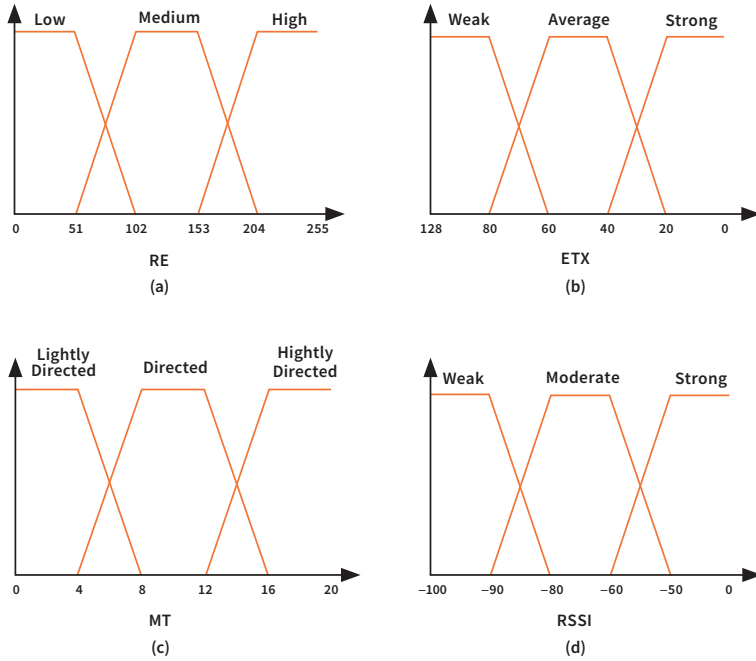 Low Medium High
0 51 102 153 204 255
RE
(a)
Weak Average Strong
128 80 60 40 20 0
ETX
(b)
Lightly
Directed
Directed
Hightly
Directed
0 4 8 12 16 20
MT
(c)
Weak Moderate Strong
−100 −90 −80 −60 −50 0
RSSI
(d)